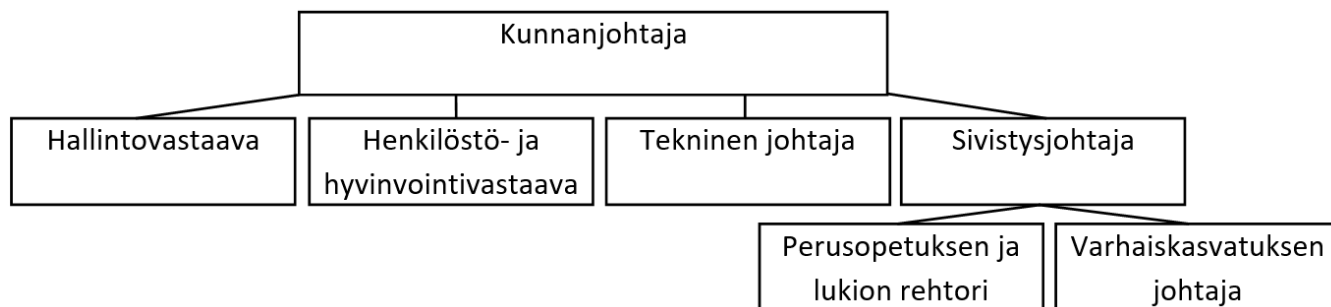 Kunnanjohtaja
Hallintovastaava
Henkilöstö- ja
hyvinvointivastaava
Tekninen johtaja
Sivistysjohtaja
Perusopetuksen ja
lukion rehtori
Varhaiskasvatuksen
johtaja